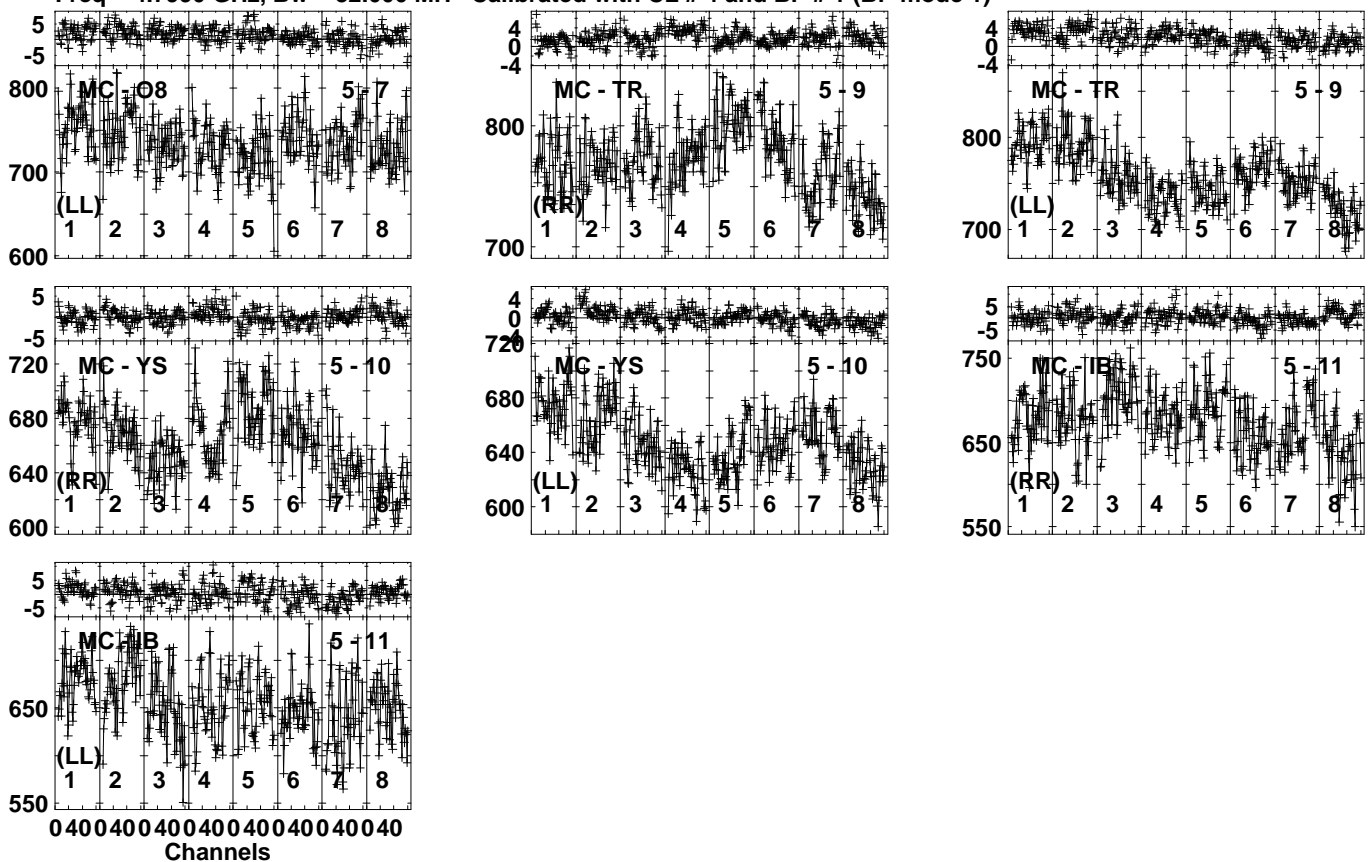 5
-5
800
700
600
MC - O8 5 - 7
(LL)
1 2 3 4 5 6 7 8
4
0
-4
800
700
MC - TR 5 - 9
(RR)
1 2 3 4 5 6 7 8
4
0
-4
800
700
MC - TR 5 - 9
(LL)
1 2 3 4 5 6 7 8
5
-5
720
680
640
600
MC - YS 5 - 10
(RR)
1 2 3 4 5 6 7 8
4
0
-4
720
680
640
600
MC - YS 5 - 10
(LL)
1 2 3 4 5 6 7 8
5
-5
750
650
550
MC - IB 5 - 11
(RR)
1 2 3 4 5 6 7 8
5
-5
650
550
MC - IB 5 - 11
(LL)
1 2 3 4 5 6 7 8
0 40 0 40 0 40 0 40 0 40 0 40 0 40 0 40
Channels